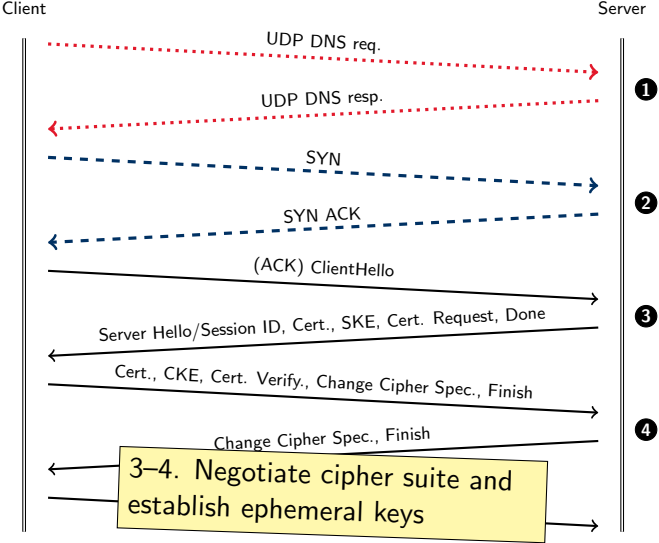 Client Server
UDP DNS req.
1
UDP DNS resp.
SYN
2
SYN ACK
(ACK) ClientHello
3
Server Hello/Session ID, Cert., SKE, Cert. Request, Done
Cert., CKE, Cert. Verify., Change Cipher Spec., Finish
4
Change Cipher Spec., Finish
3–4. Negotiate cipher suite and
establish ephemeral keys